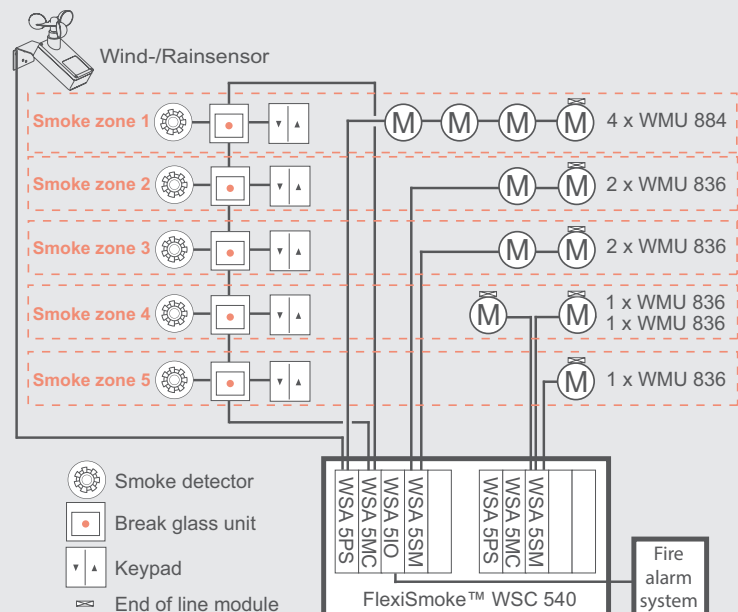 Wind-/Rainsensor
Smoke zone 1
M M M M
4 x WMU 884
Smoke zone 2
M M
2 x WMU 836
Smoke zone 3
M M
2 x WMU 836
Smoke zone 4
M M
1 x WMU 836
1 x WMU 836
Smoke zone 5
M
1 x WMU 836
Smoke detector
Break glass unit
Keypad
End of line module
WSA 5PS
WSA 5MC
WSA 5IO
WSA 5SM
WSA 5PS
WSA 5MC
WSA 5SM
FlexiSmoke™ WSC 540
Fire
alarm
system